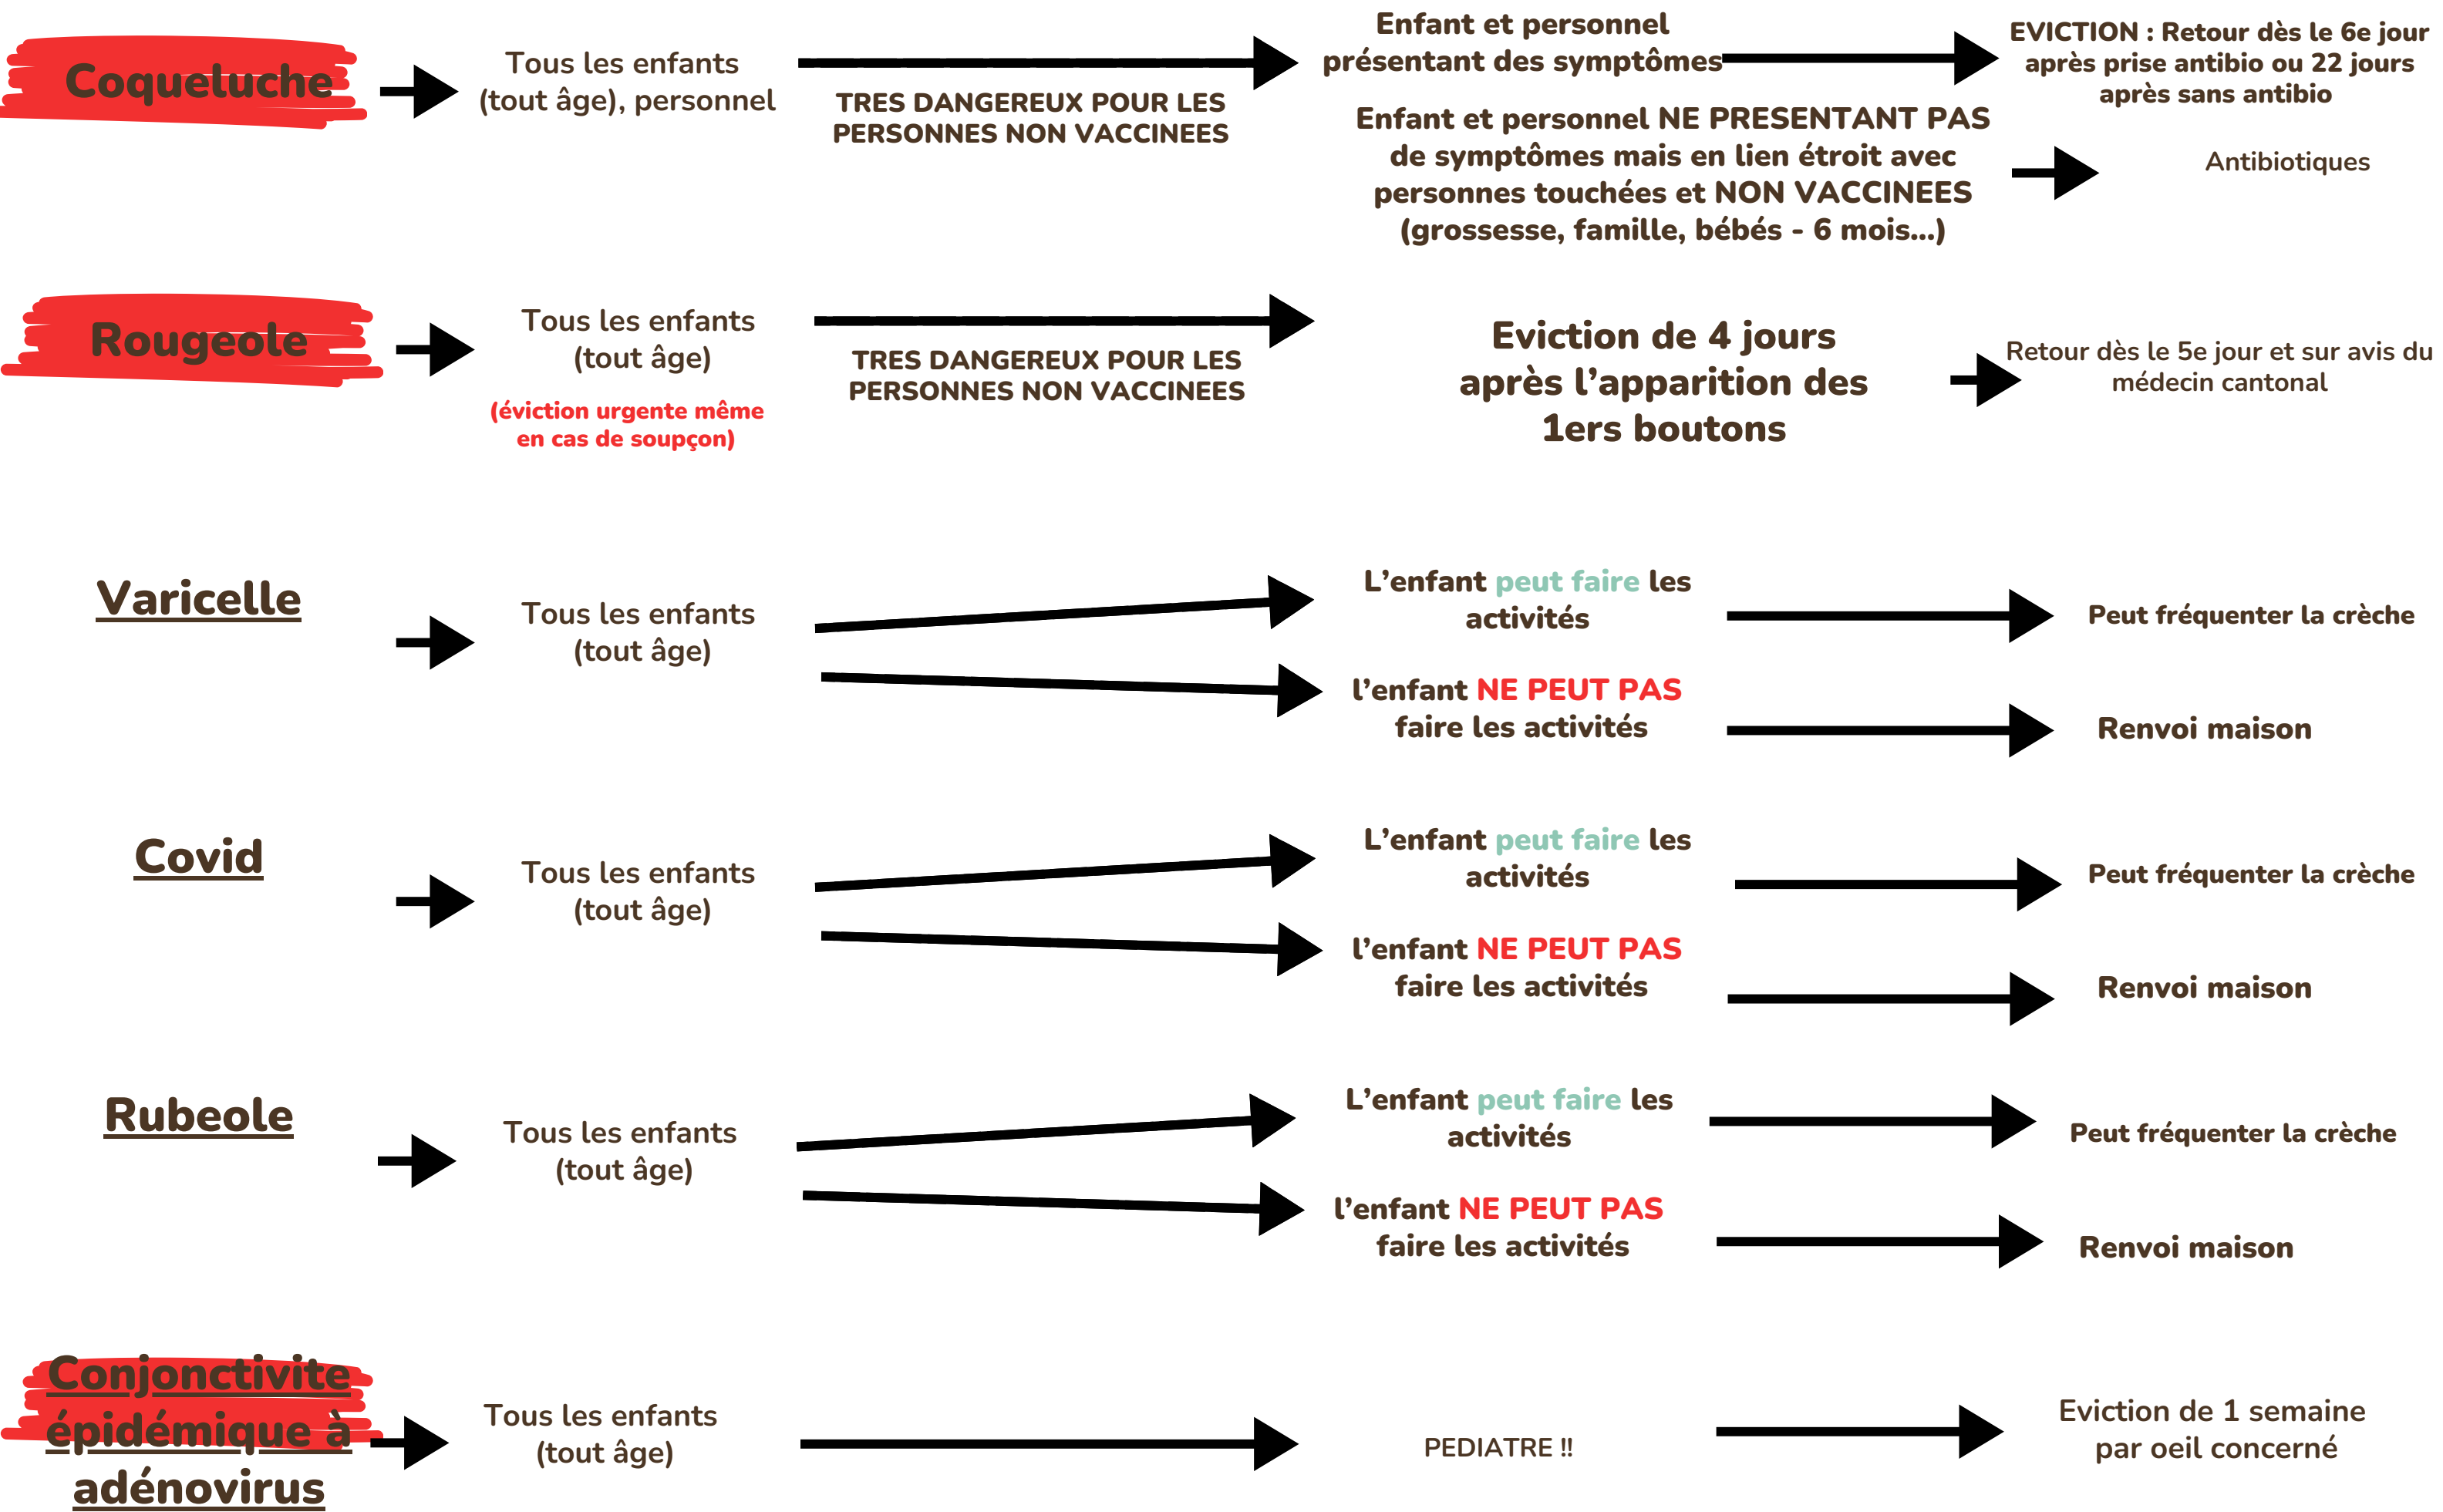 Coqueluche
Tous les enfants
(tout âge), personnel
TRES DANGEREUX POUR LES
PERSONNES NON VACCINEES
Enfant et personnel
présentant des symptômes
EVICTION : Retour dès le 6e jour
après prise antibio ou 22 jours
après sans antibio
Enfant et personnel NE PRESENTANT PAS
de symptômes mais en lien étroit avec
personnes touchées et NON VACCINEES
(grossesse, famille, bébés - 6 mois...)
Antibiotiques
Rougeole
Tous les enfants
(tout âge)
(éviction urgente même
en cas de soupçon)
TRES DANGEREUX POUR LES
PERSONNES NON VACCINEES
Eviction de 4 jours
après l’apparition des
1ers boutons
Retour dès le 5e jour et sur avis du
médecin cantonal
Varicelle
Tous les enfants
(tout âge)
L’enfant peut faire les
activités
Peut fréquenter la crèche
l’enfant NE PEUT PAS
faire les activités
Renvoi maison
Covid
Tous les enfants
(tout âge)
L’enfant peut faire les
activités
Peut fréquenter la crèche
l’enfant NE PEUT PAS
faire les activités
Renvoi maison
Rubeole
Tous les enfants
(tout âge)
L’enfant peut faire les
activités
Peut fréquenter la crèche
l’enfant NE PEUT PAS
faire les activités
Renvoi maison
Conjonctivite
épidémique à
adénovirus
Tous les enfants
(tout âge)
PEDIATRE !!
Eviction de 1 semaine
par oeil concerné